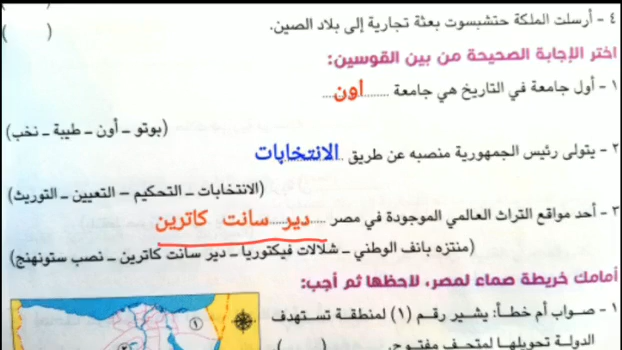 ٤ - أرسلت الملكة حتشبسوت بعثة تجارية إلى بلاد الصين. ( )
اختر الإجابة الصحيحة من بين القوسين:
١ - أول جامعة في التاريخ هي جامعة ........ اون ....
(بوتو - أون - طيبة - نخب)
٢ - يتولى رئيس الجمهورية منصبه عن طريق .الانتخابات
(الانتخابات - التحكيم - التعيين - التوريث)
٣ - أحد مواقع التراث العالمي الموجودة في مصر ..... دير سانت كاترين
(منتزه بانف الوطني - شلالات فيكتوريا - دير سانت كاترين - نصب ستونهنج)
أمامك خريطة صماء لمصر، لاحظها ثم أجب:
١ - صواب أم خطأ: يشير رقم (١) لمنطقة تستهدف
الدولة تحويلها لمتحف مفتوح. ( )
١
٢